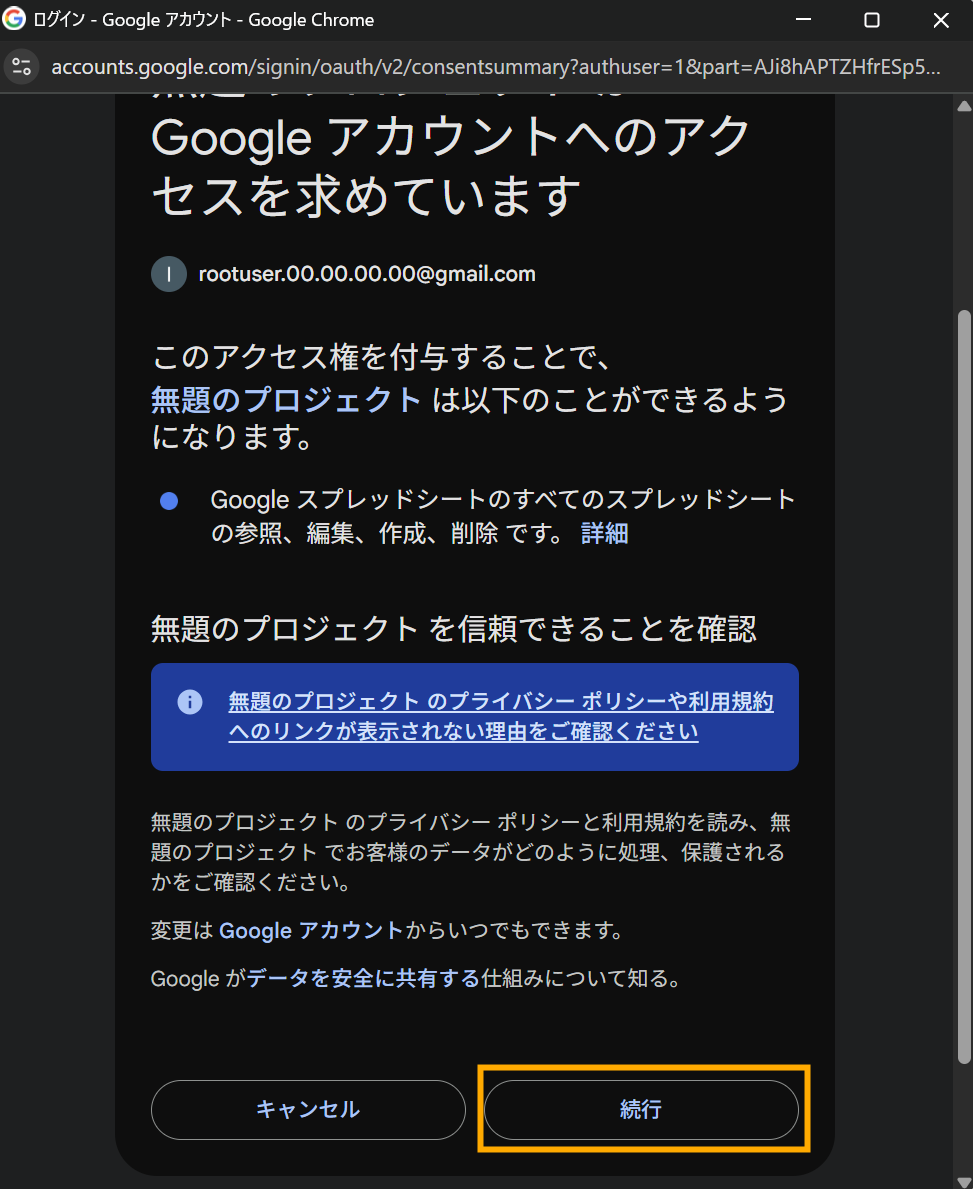 ログイン - Google アカウント - Google Chrome
accounts.google.com/signin/oauth/v2/consentsummary?authuser=1&part=AJi8hAPTZHfrESp5...
Google アカウントへのアク
セスを求めています
I rootuser.00.00.00.00@gmail.com
このアクセス権を付与することで、
無題のプロジェクト は以下のことができるよう
になります。
Google スプレッドシートのすべてのスプレッドシート
の参照、編集、作成、削除 です。 詳細
無題のプロジェクト を信頼できることを確認
無題のプロジェクト のプライバシー ポリシーや利用規約
へのリンクが表示されない理由をご確認ください
無題のプロジェクト のプライバシー ポリシーと利用規約を読み、無
題のプロジェクト でお客様のデータがどのように処理、保護される
かをご確認ください。
変更は Google アカウントからいつでもできます。
Google がデータを安全に共有する仕組みについて知る。
キャンセル
続行